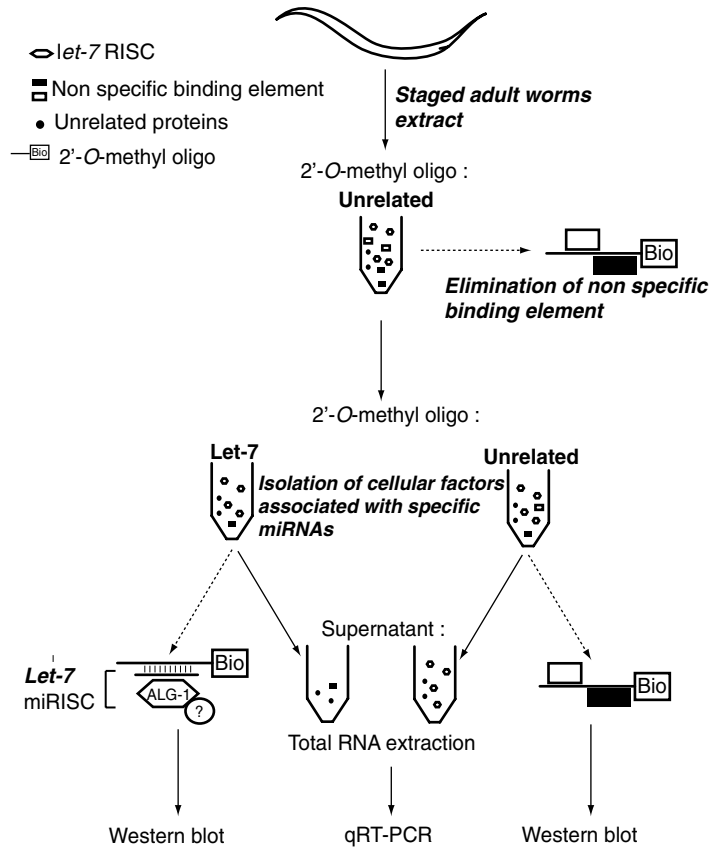 let-7 RISC
Non specific binding element
Unrelated proteins
Bio 2'-O-methyl oligo
Staged adult worms
extract
2'-O-methyl oligo :
Unrelated
Bio
Elimination of non specific
binding element
2'-O-methyl oligo :
Let-7
Unrelated
Isolation of cellular factors
associated with specific
miRNAs
Supernatant :
Let-7
miRISC
Bio
ALG-1
?
Bio
Total RNA extraction
Western blot
qRT-PCR
Western blot